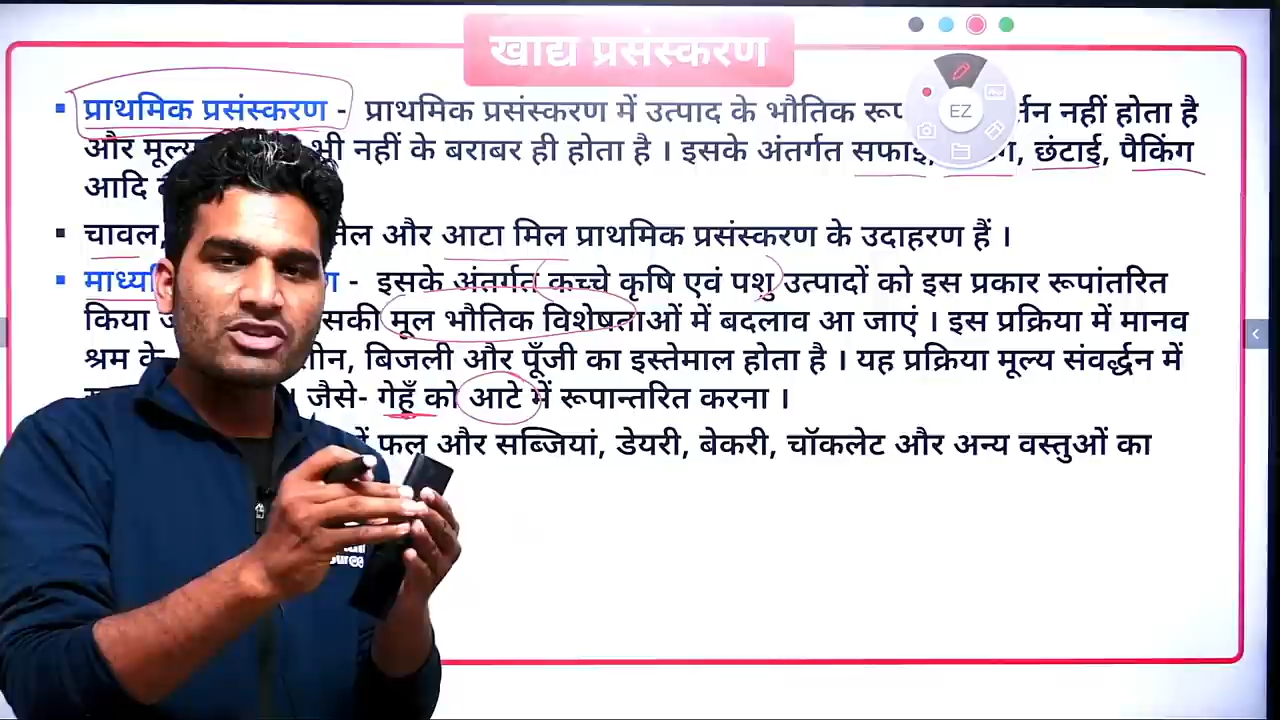 खाद्य प्रसंस्करण
प्राथमिक प्रसंस्करण - प्राथमिक प्रसंस्करण में उत्पाद के भौतिक नहीं होता है
और भी नहीं के बराबर ही होता है । इसके अंतर्गत सफाई, छंटाई, पैकिंग
EZ
आदि
चावल, और आटा मिल प्राथमिक प्रसंस्करण के उदाहरण हैं ।
- इसके अंतर्गत कच्चे कृषि एवं पशु उत्पादों को इस प्रकार रूपांतरित
किया मूल भौतिक विशेषताओं में बदलाव आ जाएं । इस प्रक्रिया में मानव
श्रम के बिजली और पूँजी का इस्तेमाल होता है । यह प्रक्रिया मूल्य संवर्द्धन में
। जैसे- गेहूँ को आटे में रूपान्तरित करना ।
फल और सब्जियां, डेयरी, बेकरी, चॉकलेट और अन्य वस्तुओं का